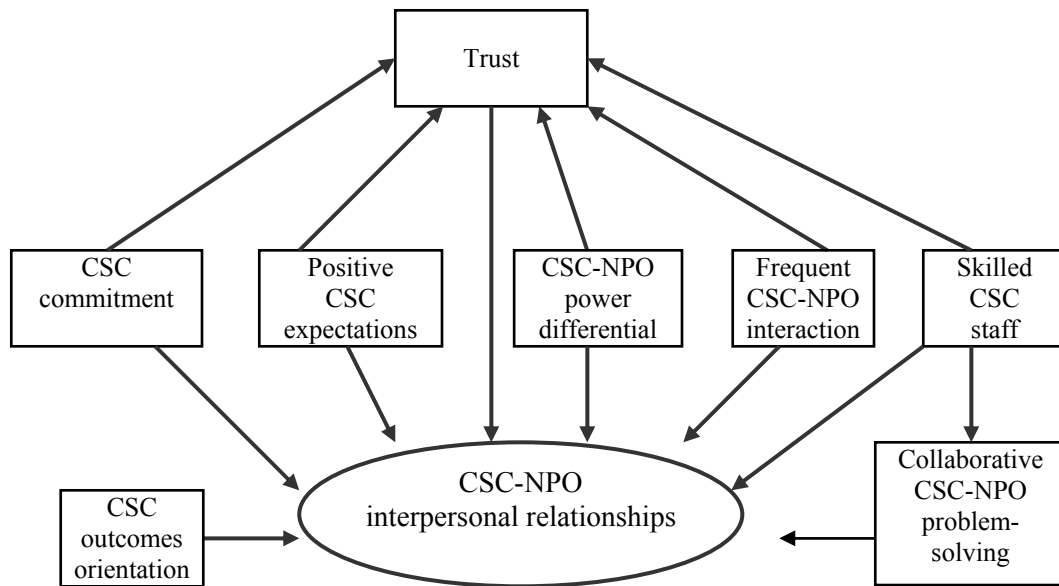 Trust
CSC
commitment
Positive
CSC
expectations
CSC-NPO
power
differential
Frequent
CSC-NPO
interaction
Skilled
CSC
staff
CSC-NPO
interpersonal relationships
CSC
outcomes
orientation
Collaborative
CSC-NPO
problem-
solving